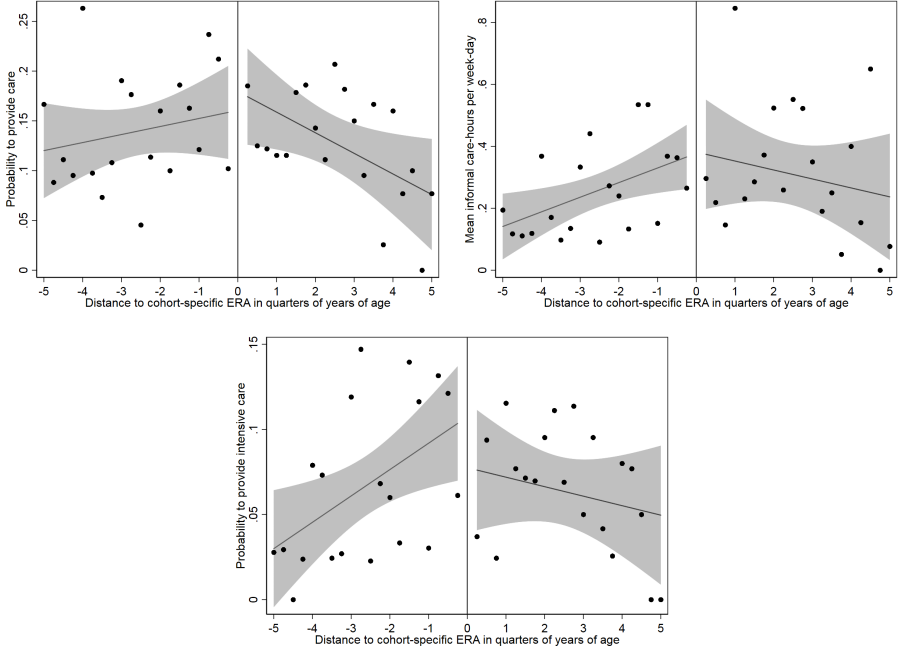 Probability to provide care
0 .05 .1 .15 .2 .25
-5 -4 -3 -2 -1 0 1 2 3 4 5
Distance to cohort-specific ERA in quarters of years of age
Mean informal care-hours per week-day
0 .2 .4 .6 .8
-5 -4 -3 -2 -1 0 1 2 3 4 5
Distance to cohort-specific ERA in quarters of years of age
Probability to provide intensive care
0 .05 .1 .15
-5 -4 -3 -2 -1 0 1 2 3 4 5
Distance to cohort-specific ERA in quarters of years of age